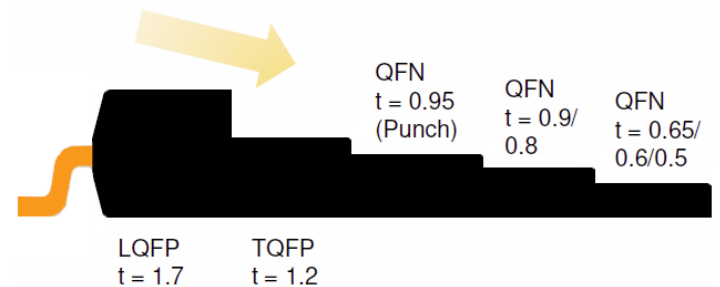 QFN
t = 0.95
(Punch)
QFN
t = 0.9/
0.8
QFN
t = 0.65/
0.6/0.5
LQFP
t = 1.7
TQFP
t = 1.2